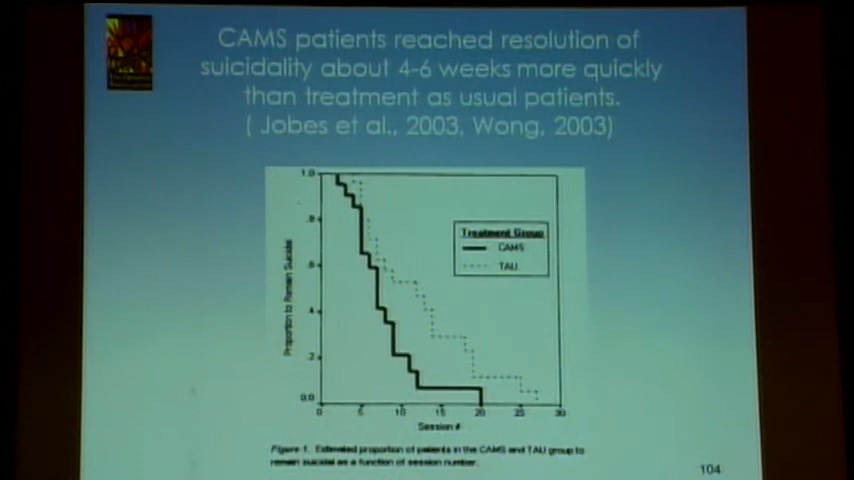 CAMS patients reached resolution of
suicidality about 4-6 weeks more quickly
than treatment as usual patients.
( Jobes et al., 2003, Wong, 2003)
1.0
.8
.6
.4
.2
0.0
Proportion to Remain Suicidal
Treatment Group
CAMS
TAU
0 5 10 15 20 25 30
Session #
Figure 1. Estimated proportion of patients in the CAMS and TAU group to
remain suicidal as a function of session number.
104